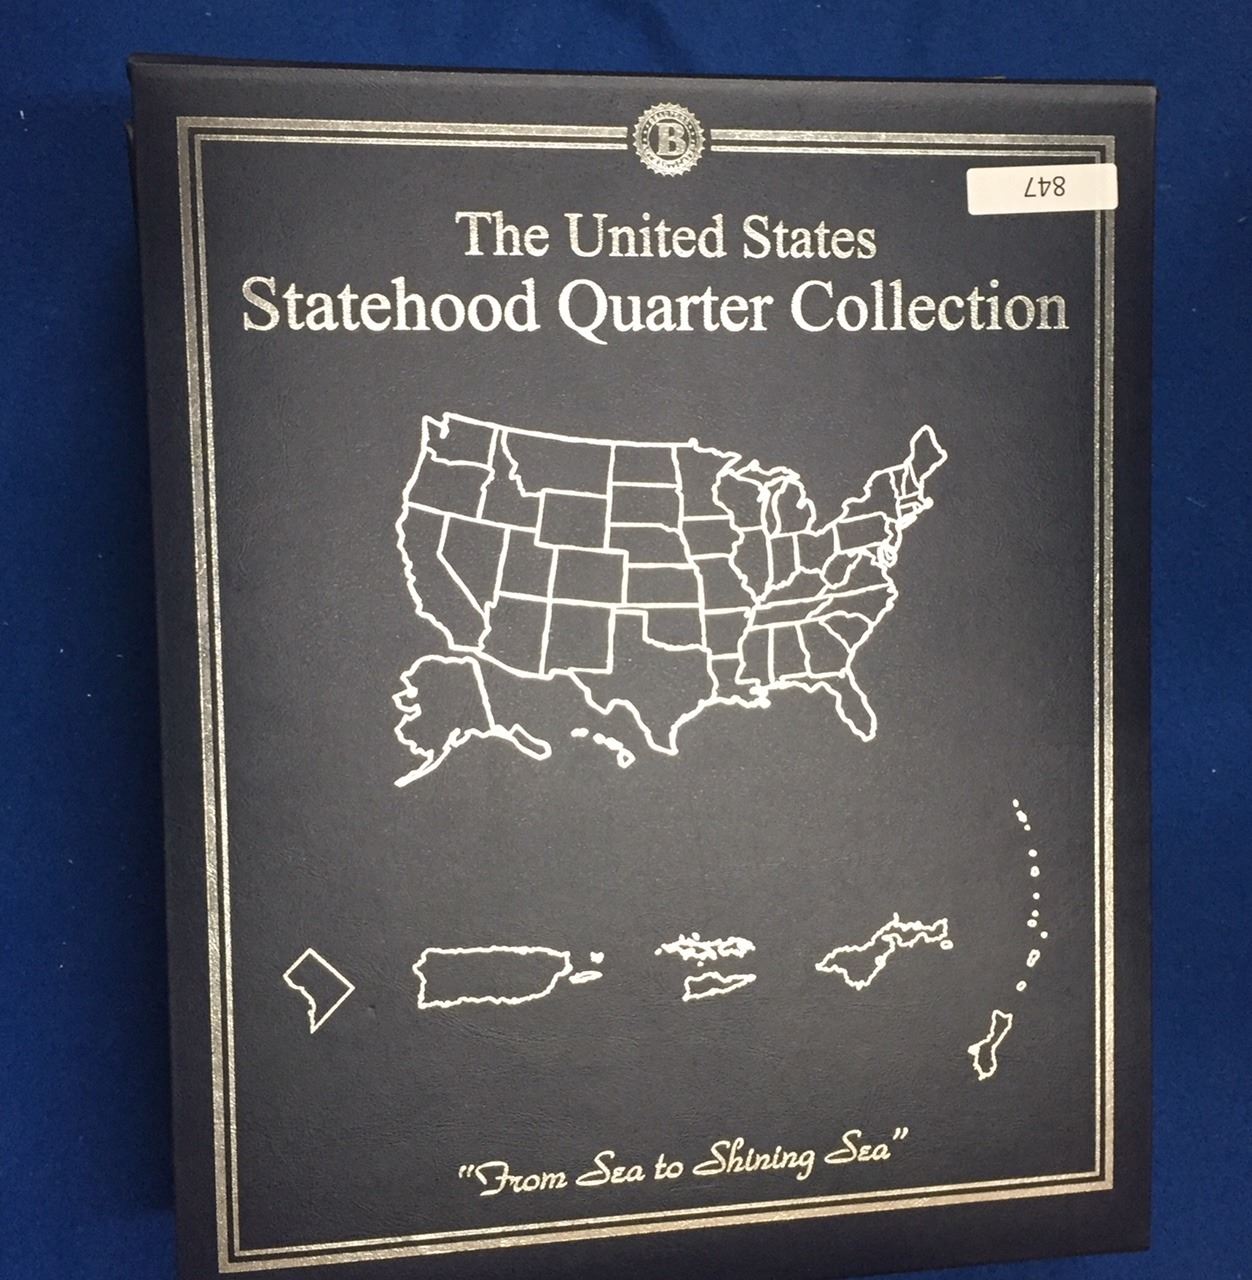 B
847
The United States
Statehood Quarter Collection
"From Sea to Shining Sea"